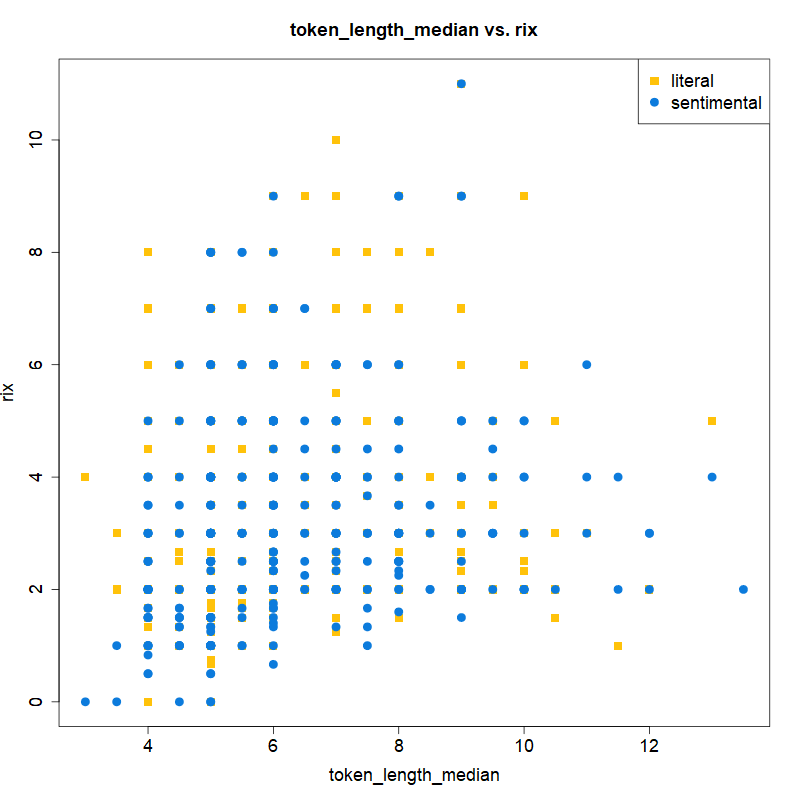 token_length_median vs. rix
literal
sentimental
rix
10
8
6
4
2
0
4 6 8 10 12
token_length_median